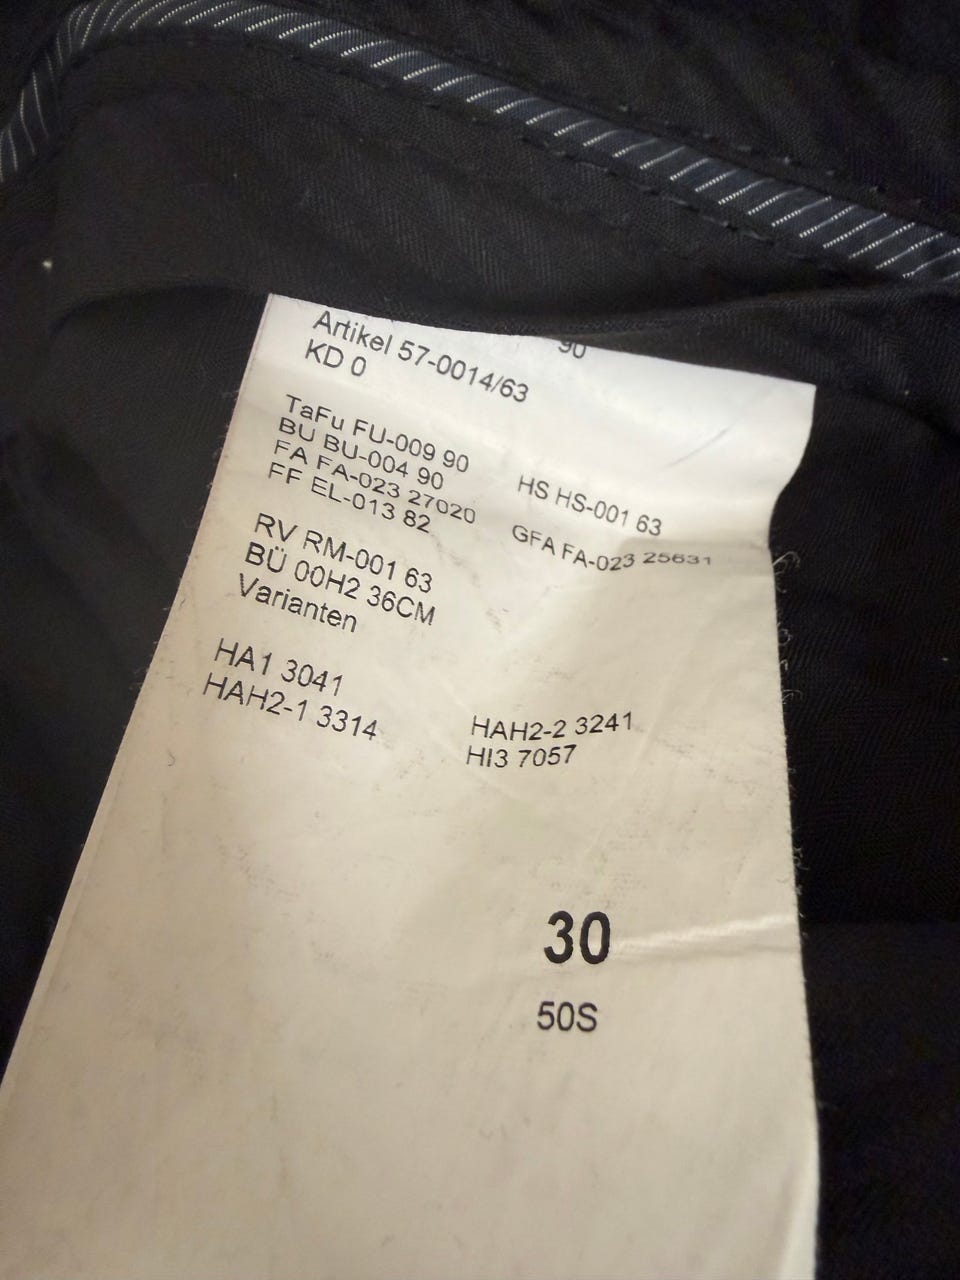 90
Artikel 57-0014/63
KD 0
TaFu FU-009 90
BU BU-004 90
HS HS-001 63
FA FA-023 27020
GFA FA-023 25631
FF EL-013 82
RV RM-001 63
BÜ 00H2 36CM
Varianten
HA1 3041
HAH2-1 3314
HAH2-2 3241
HI3 7057
30
50S